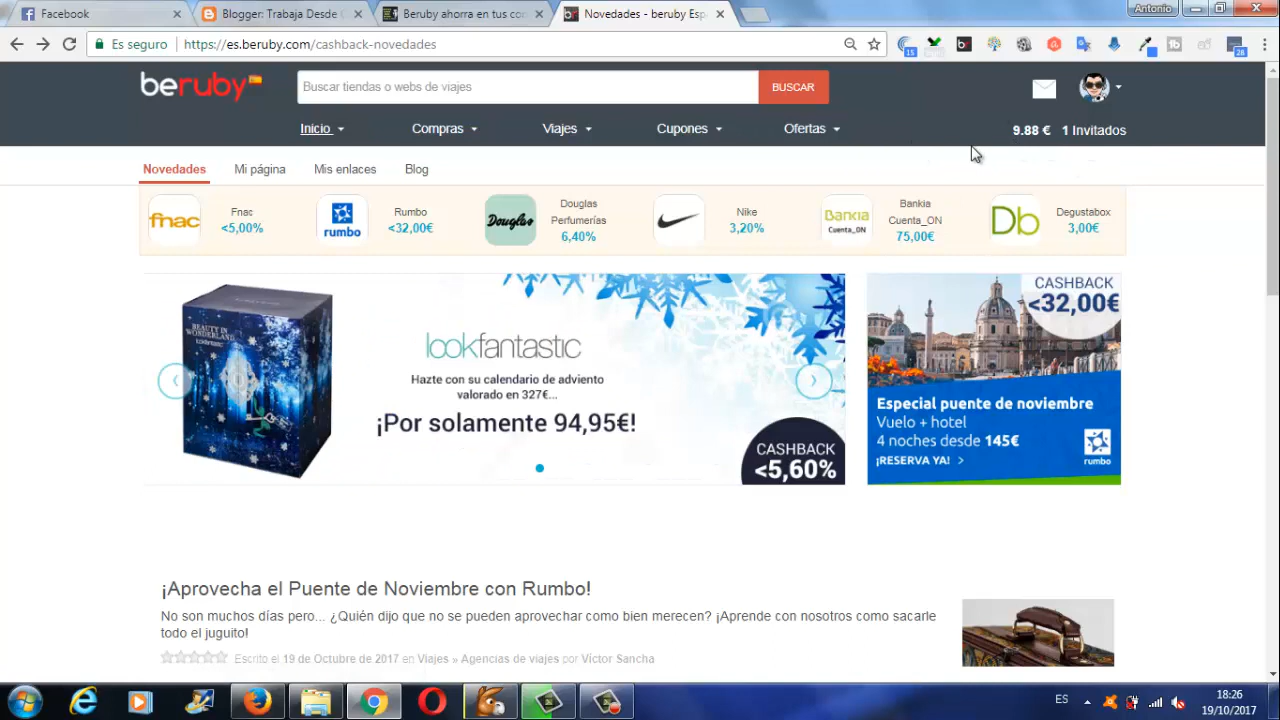 Facebook
Blogger: Trabaja Desde
Beruby ahorra en tus co
Novedades - beruby Esp
Antonio
Es seguro
https://es.beruby.com/cashback-novedades
15
28
beruby
Buscar tiendas o webs de viajes
BUSCAR
Inicio
Compras
Viajes
Cupones
Ofertas
9.88 €
1 Invitados
Novedades
Mi página
Mis enlaces
Blog
fnac
Fnac
<5,00%
rumbo
Rumbo
<32,00€
Douglas
Douglas
Perfumerías
6,40%
Nike
3,20%
Bankia
Cuenta_ON
Bankia
Cuenta_ON
75,00€
Db
Degustabox
3,00€
BEAUTY IN
WONDERLAND
lookfantastic
Hazte con su calendario de adviento
valorado en 327€...
¡Por solamente 94,95€!
CASHBACK
<5,60%
CASHBACK
<32,00€
Especial puente de noviembre
Vuelo + hotel
4 noches desde 145€
¡RESERVA YA! >
rumbo
¡Aprovecha el Puente de Noviembre con Rumbo!
No son muchos días pero... ¿Quién dijo que no se pueden aprovechar como bien merecen? ¡Aprende con nosotros como sacarle
todo el juguito!
Escrito el 19 de Octubre de 2017 en Viajes » Agencias de viajes por Víctor Sancha
ES
18:26
19/10/2017